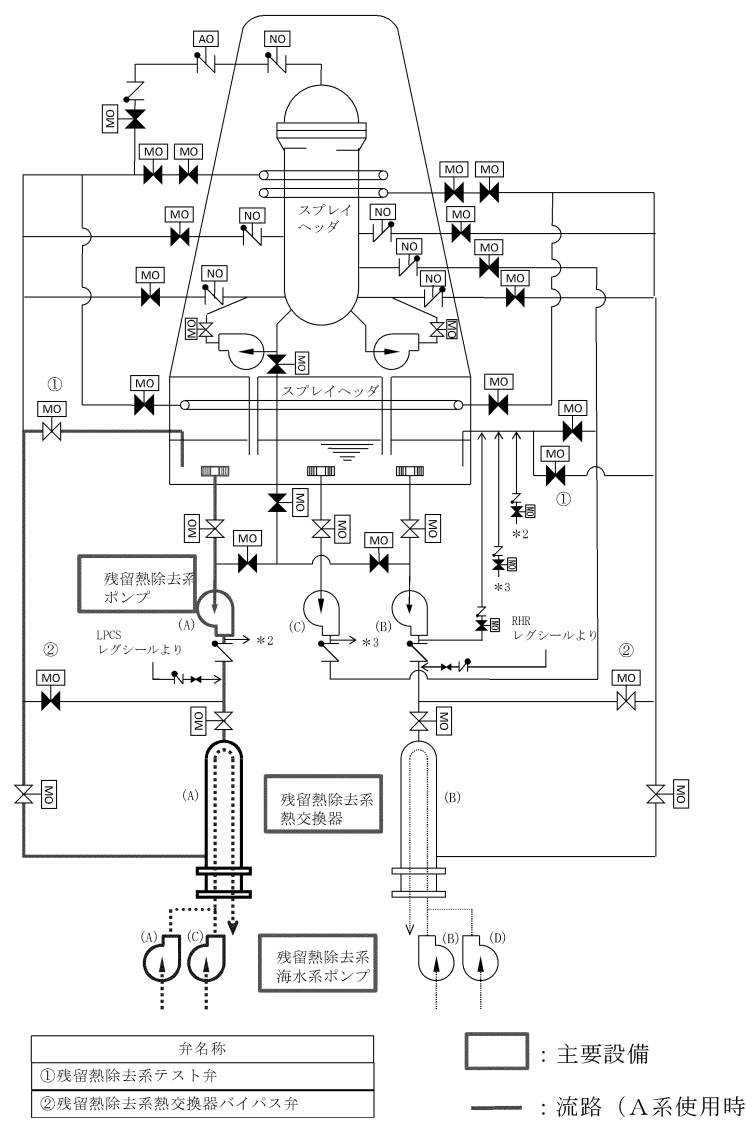 AO
NO
MO
MO
MO
MO
MO
スプレイ
ヘッダ
MO
NO
NO
MO
NO
MO
MO
NO
NO
MO
MO
MO
MO
①
MO
MO
スプレイヘッダ
MO
MO
MO
①
MO
MO
MO
MO
MO
MO
MO
MO
＊2
MO
＊3
残留熱除去系
ポンプ
(A)
(C)
(B)
MO
RHR
レグシールより
LPCS
レグシールより
＊2
＊3
②
MO
②
MO
MO
MO
MO
(A)
残留熱除去系
熱交換器
(B)
MO
(A)
(C)
残留熱除去系
海水系ポンプ
(B)
(D)
弁名称
①残留熱除去系テスト弁
②残留熱除去系熱交換器バイパス弁
：主要設備
：流路（Ａ系使用時